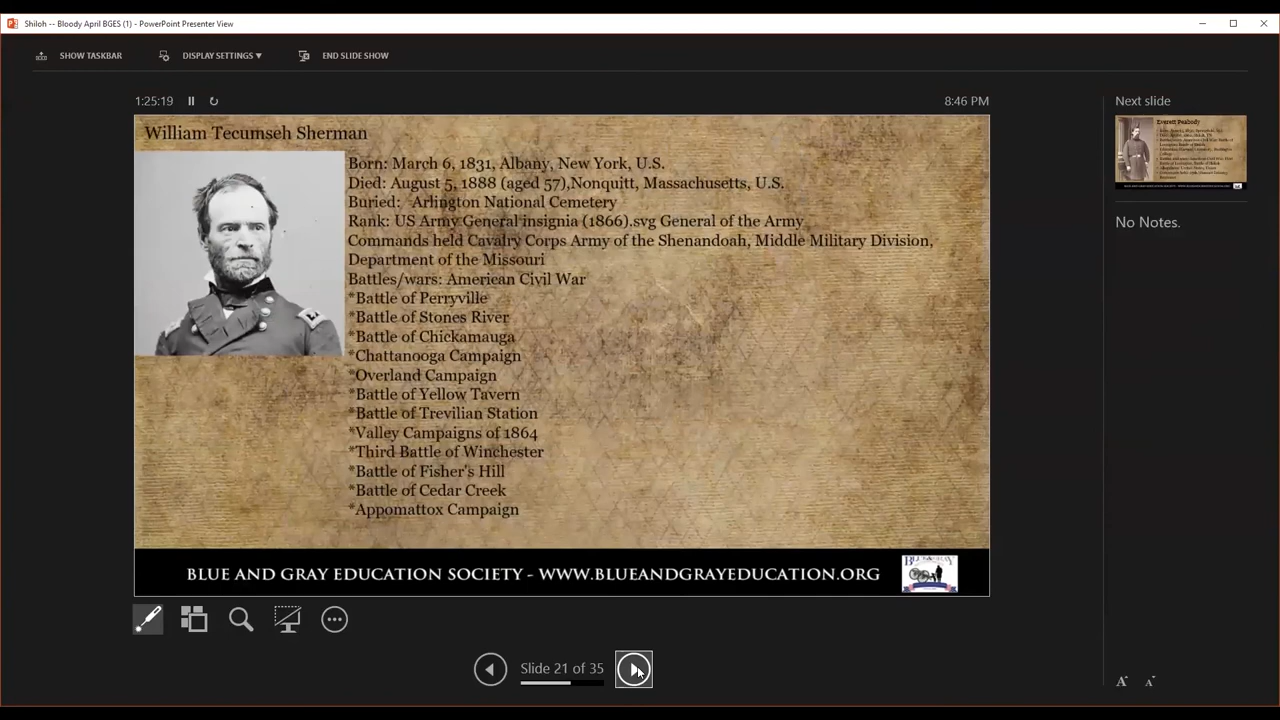 Shiloh -- Bloody April BGES (1) - PowerPoint Presenter View
SHOW TASKBAR
DISPLAY SETTINGS ▼
END SLIDE SHOW
1:25:19
8:46 PM
William Tecumseh Sherman
Born: March 6, 1831, Albany, New York, U.S.
Died: August 5, 1888 (aged 57),Nonquitt, Massachusetts, U.S.
Buried: Arlington National Cemetery
Rank: US Army General insignia (1866).svg General of the Army
Commands held Cavalry Corps Army of the Shenandoah, Middle Military Division,
Department of the Missouri
Battles/wars: American Civil War
*Battle of Perryville
*Battle of Stones River
*Battle of Chickamauga
*Chattanooga Campaign
*Overland Campaign
*Battle of Yellow Tavern
*Battle of Trevilian Station
*Valley Campaigns of 1864
*Third Battle of Winchester
*Battle of Fisher's Hill
*Battle of Cedar Creek
*Appomattox Campaign
BLUE AND GRAY EDUCATION SOCIETY - WWW.BLUEANDGRAYEDUCATION.ORG
Slide 21 of 35
Next slide
Everett Peabody
No Notes.
A A